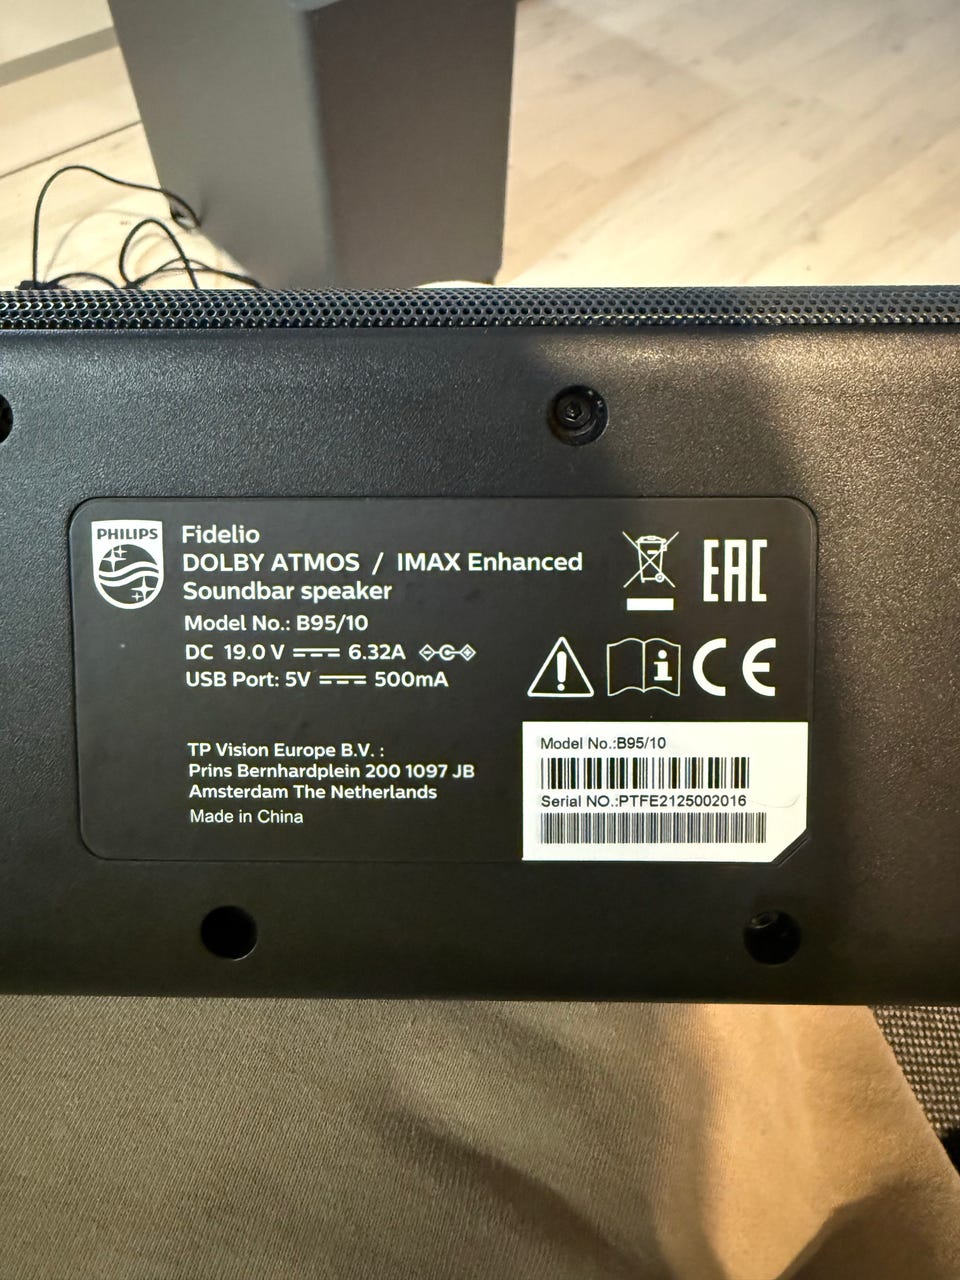 PHILIPS
Fidelio
DOLBY ATMOS / IMAX Enhanced
Soundbar speaker
Model No.: B95/10
DC 19.0 V 6.32A
USB Port: 5V 500mA
EAC
CE
TP Vision Europe B.V. :
Prins Bernhardplein 200 1097 JB
Amsterdam The Netherlands
Made in China
Model No.:B95/10
Serial NO.:PTFE2125002016